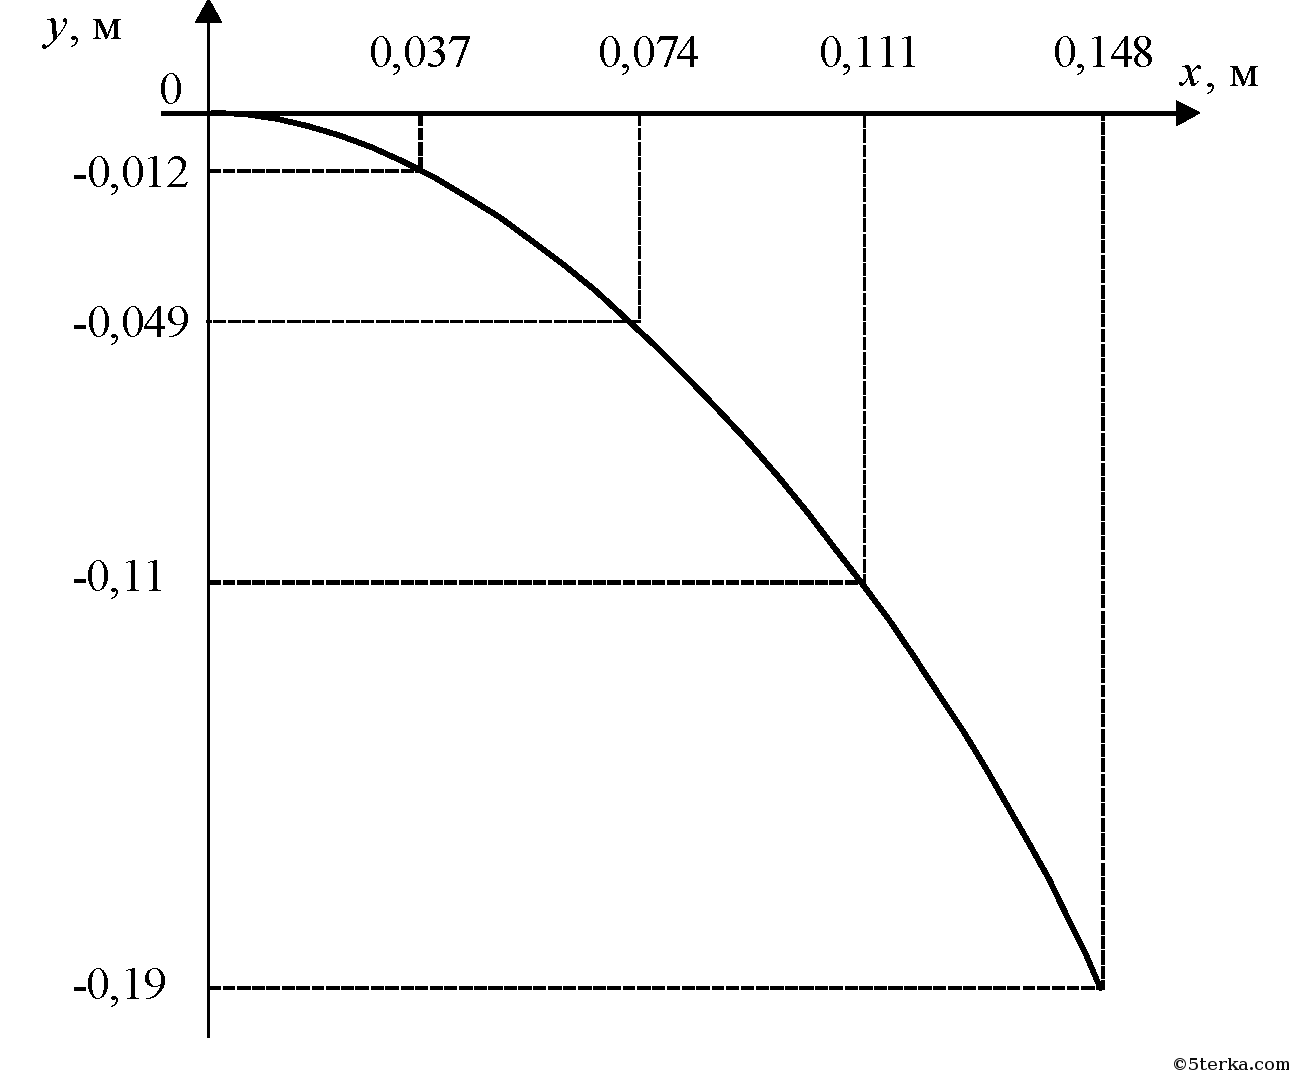 y, м
0,037 0,074 0,111 0,148
x, м
0
-0,012
-0,049
-0,11
-0,19
©5terka.com